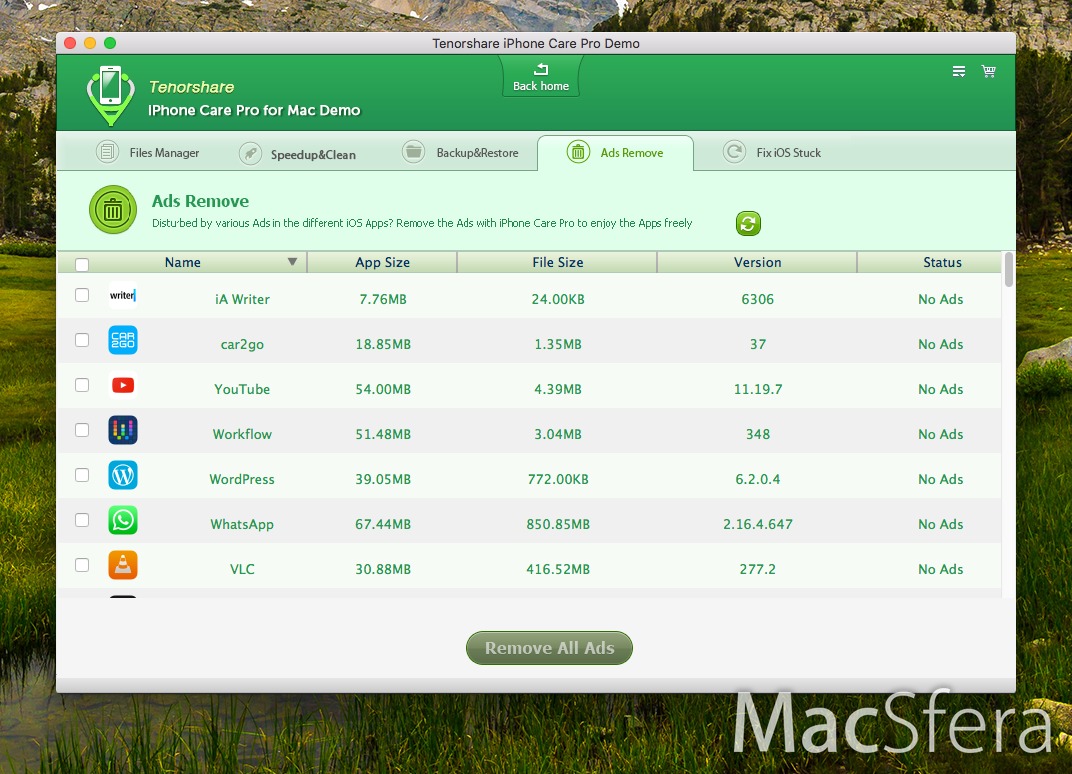 Tenorshare iPhone Care Pro Demo
Back home
Tenorshare
iPhone Care Pro for Mac Demo
Files Manager Speedup&Clean Backup&Restore Ads Remove Fix iOS Stuck
Ads Remove
Disturbed by various Ads in the different iOS Apps? Remove the Ads with iPhone Care Pro to enjoy the Apps freely
Name App Size File Size Version Status
writer iA Writer 7.76MB 24.00KB 6306 No Ads
CAR2GO car2go 18.85MB 1.35MB 37 No Ads
YouTube 54.00MB 4.39MB 11.19.7 No Ads
Workflow 51.48MB 3.04MB 348 No Ads
WordPress 39.05MB 772.00KB 6.2.0.4 No Ads
WhatsApp 67.44MB 850.85MB 2.16.4.647 No Ads
VLC 30.88MB 416.52MB 277.2 No Ads
Remove All Ads
MacSfera